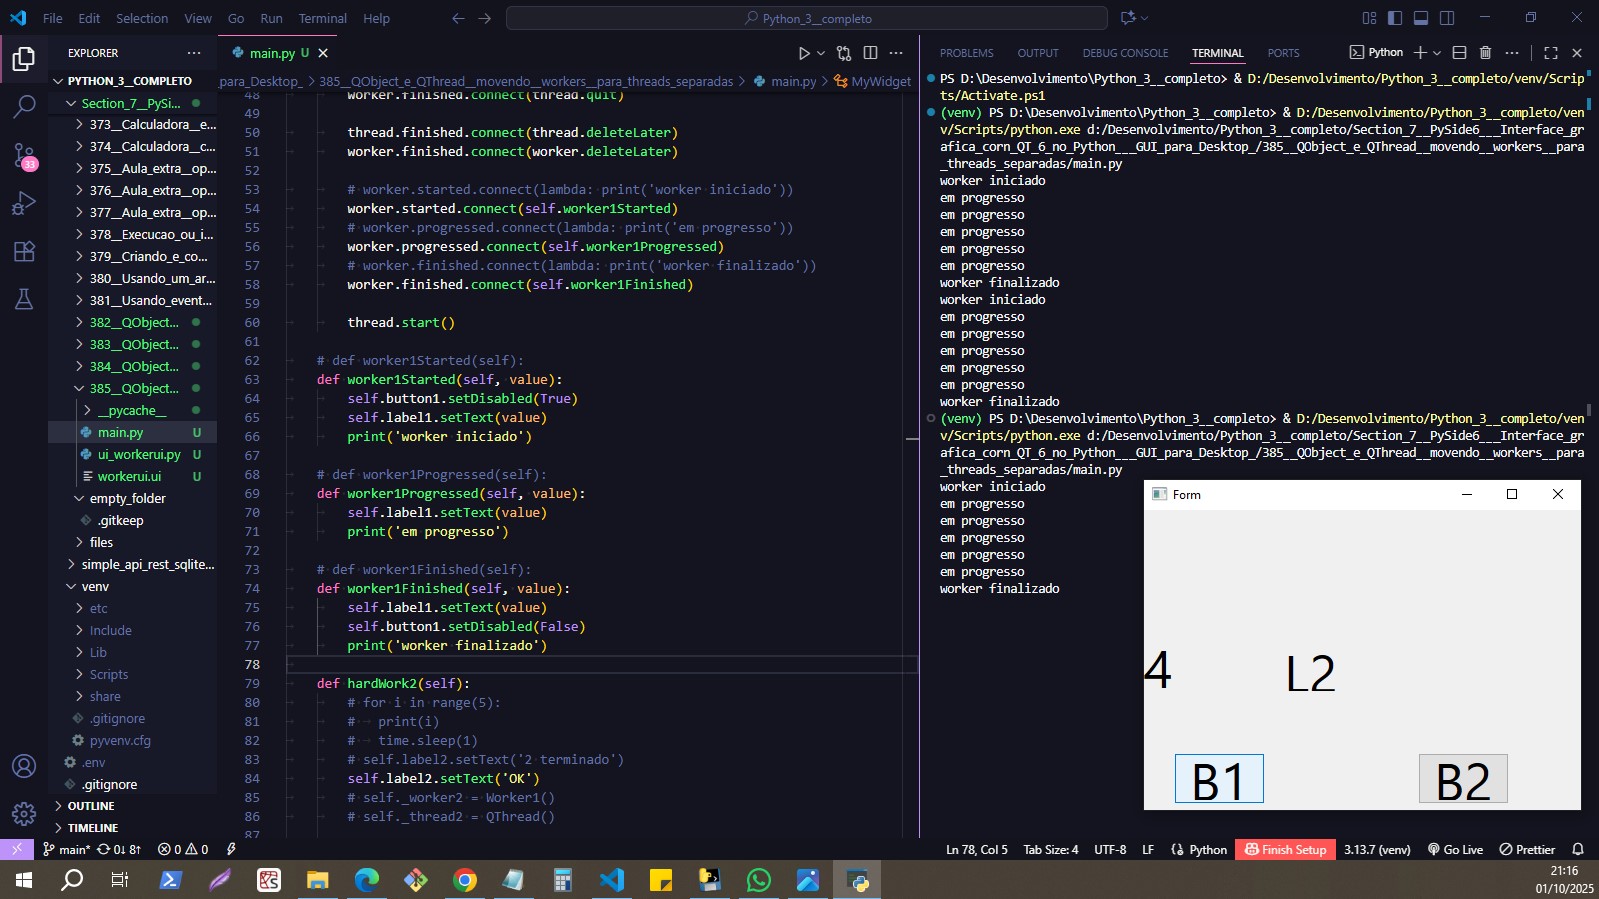 File Edit Selection View Go Run Terminal Help
Python_3__completo
EXPLORER
PYTHON_3__COMPLETO
Section_7__PySi...
373__Calculadora__e...
374__Calculadora__c...
375__Aula_extra__op...
376__Aula_extra__op...
377__Aula_extra__op...
378__Execucao_ou_i...
379__Criando_e_co...
380__Usando_um_ar...
381__Usando_event...
382__QObject...
383__QObject...
384__QObject...
385__QObject...
__pycache__
main.py U
ui_workerui.py U
workerui.ui U
empty_folder
.gitkeep
files
simple_api_rest_sqlite...
venv
etc
Include
Lib
Scripts
share
.gitignore
pyvenv.cfg
.env
.gitignore
OUTLINE
TIMELINE
33
main.py U
_para_Desktop_ > 385__QObject_e_QThread__movendo__workers__para_threads_separadas > main.py > MyWidget
48 worker.finished.connect(thread.quit)
49
50 thread.finished.connect(thread.deleteLater)
51 worker.finished.connect(worker.deleteLater)
52
53 # worker.started.connect(lambda: print('worker iniciado'))
54 worker.started.connect(self.worker1Started)
55 # worker.progressed.connect(lambda: print('em progresso'))
56 worker.progressed.connect(self.worker1Progressed)
57 # worker.finished.connect(lambda: print('worker finalizado'))
58 worker.finished.connect(self.worker1Finished)
59
60 thread.start()
61
62 # def worker1Started(self):
63 def worker1Started(self, value):
64 self.button1.setDisabled(True)
65 self.label1.setText(value)
66 print('worker iniciado')
67
68 # def worker1Progressed(self):
69 def worker1Progressed(self, value):
70 self.label1.setText(value)
71 print('em progresso')
72
73 # def worker1Finished(self):
74 def worker1Finished(self, value):
75 self.label1.setText(value)
76 self.button1.setDisabled(False)
77 print('worker finalizado')
78
79 def hardWork2(self):
80 # for i in range(5):
81 # print(i)
82 # time.sleep(1)
83 # self.label2.setText('2 terminado')
84 self.label2.setText('OK')
85 # self._worker2 = Worker1()
86 # self._thread2 = QThread()
87
PROBLEMS OUTPUT DEBUG CONSOLE TERMINAL PORTS
Python
PS D:\Desenvolvimento\Python_3__completo> & D:/Desenvolvimento/Python_3__completo/venv/Scrip
ts/Activate.ps1
(venv) PS D:\Desenvolvimento\Python_3__completo> & D:/Desenvolvimento/Python_3__completo/ven
v/Scripts/python.exe d:/Desenvolvimento/Python_3__completo/Section_7__PySide6___Interface_gr
afica_corn_QT_6_no_Python___GUI_para_Desktop_/385__QObject_e_QThread__movendo__workers__para
_threads_separadas/main.py
worker iniciado
em progresso
em progresso
em progresso
em progresso
em progresso
worker finalizado
worker iniciado
em progresso
em progresso
em progresso
em progresso
em progresso
worker finalizado
(venv) PS D:\Desenvolvimento\Python_3__completo> & D:/Desenvolvimento/Python_3__completo/ven
v/Scripts/python.exe d:/Desenvolvimento/Python_3__completo/Section_7__PySide6___Interface_gr
afica_corn_QT_6_no_Python___GUI_para_Desktop_/385__QObject_e_QThread__movendo__workers__para
_threads_separadas/main.py
worker iniciado
em progresso
em progresso
em progresso
em progresso
em progresso
worker finalizado
Form
4 L2
B1 B2
main* 0↓ 8↑ 0 0
Ln 78, Col 5 Tab Size: 4 UTF-8 LF Python Finish Setup 3.13.7 (venv) Go Live Prettier
21:16
01/10/2025